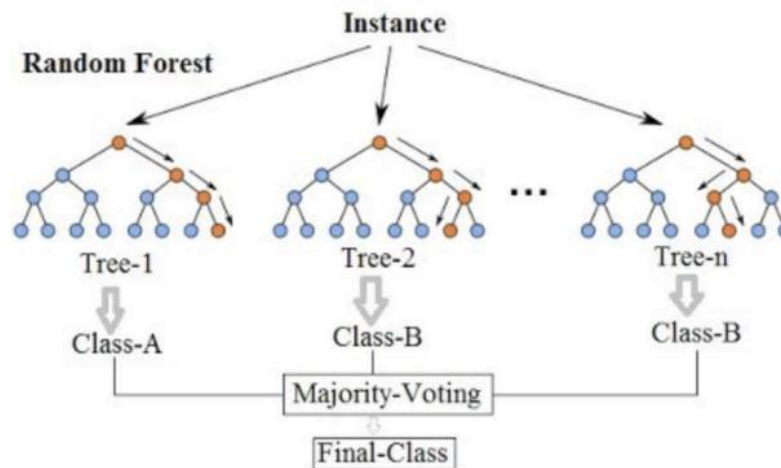 Instance
Random Forest
...
Tree-1
Tree-2
Tree-n
Class-A
Class-B
Class-B
Majority-Voting
Final-Class